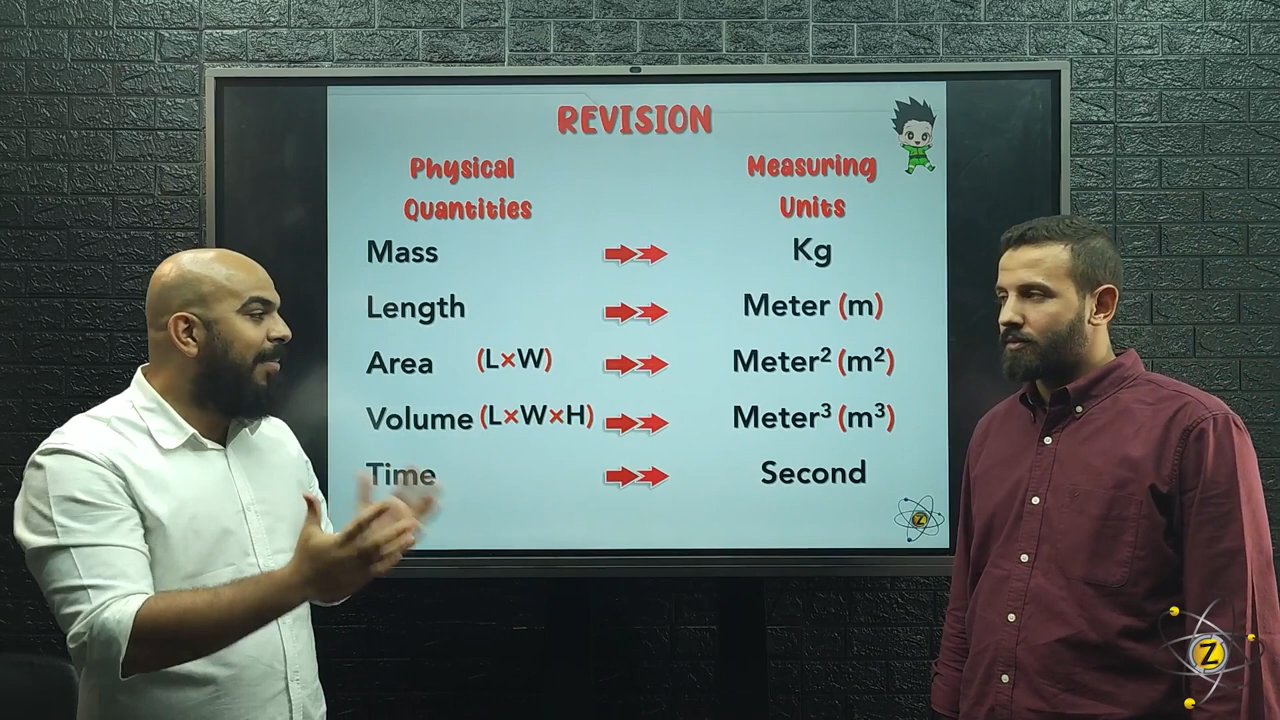 REVISION
Physical Quantities
Measuring Units
Mass Kg
Length Meter (m)
Area (L×W) Meter² (m²)
Volume (L×W×H) Meter³ (m³)
Time Second
Z
Z